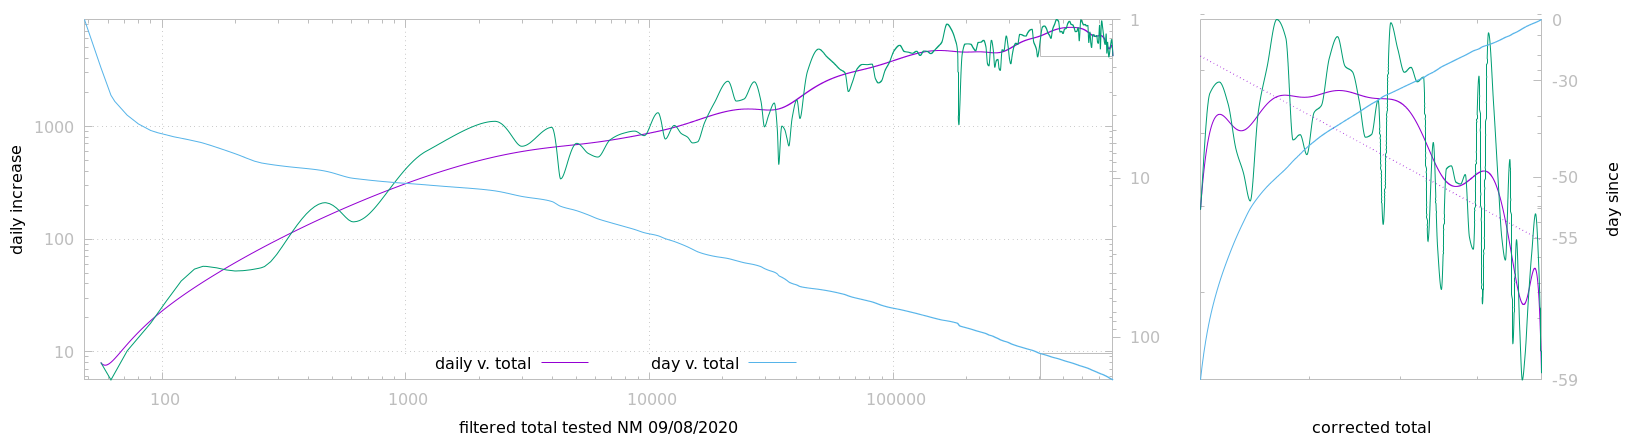 daily increase
1000
100
10
100
1000
10000
100000
1
10
100
daily v. total
day v. total
filtered total tested NM 09/08/2020
0
-30
-50
-55
-59
day since
corrected total